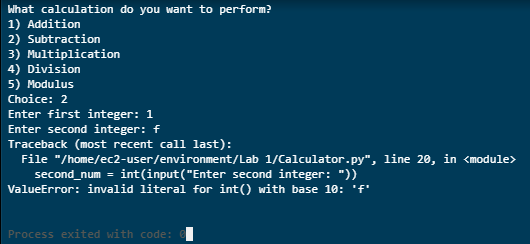 What calculation do you want to perform?
1) Addition
2) Subtraction
3) Multiplication
4) Division
5) Modulus
Choice: 2
Enter first integer: 1
Enter second integer: f
Traceback (most recent call last):
  File "/home/ec2-user/environment/Lab 1/Calculator.py", line 20, in <module>
    second_num = int(input("Enter second integer: "))
ValueError: invalid literal for int() with base 10: 'f'
Process exited with code: 0